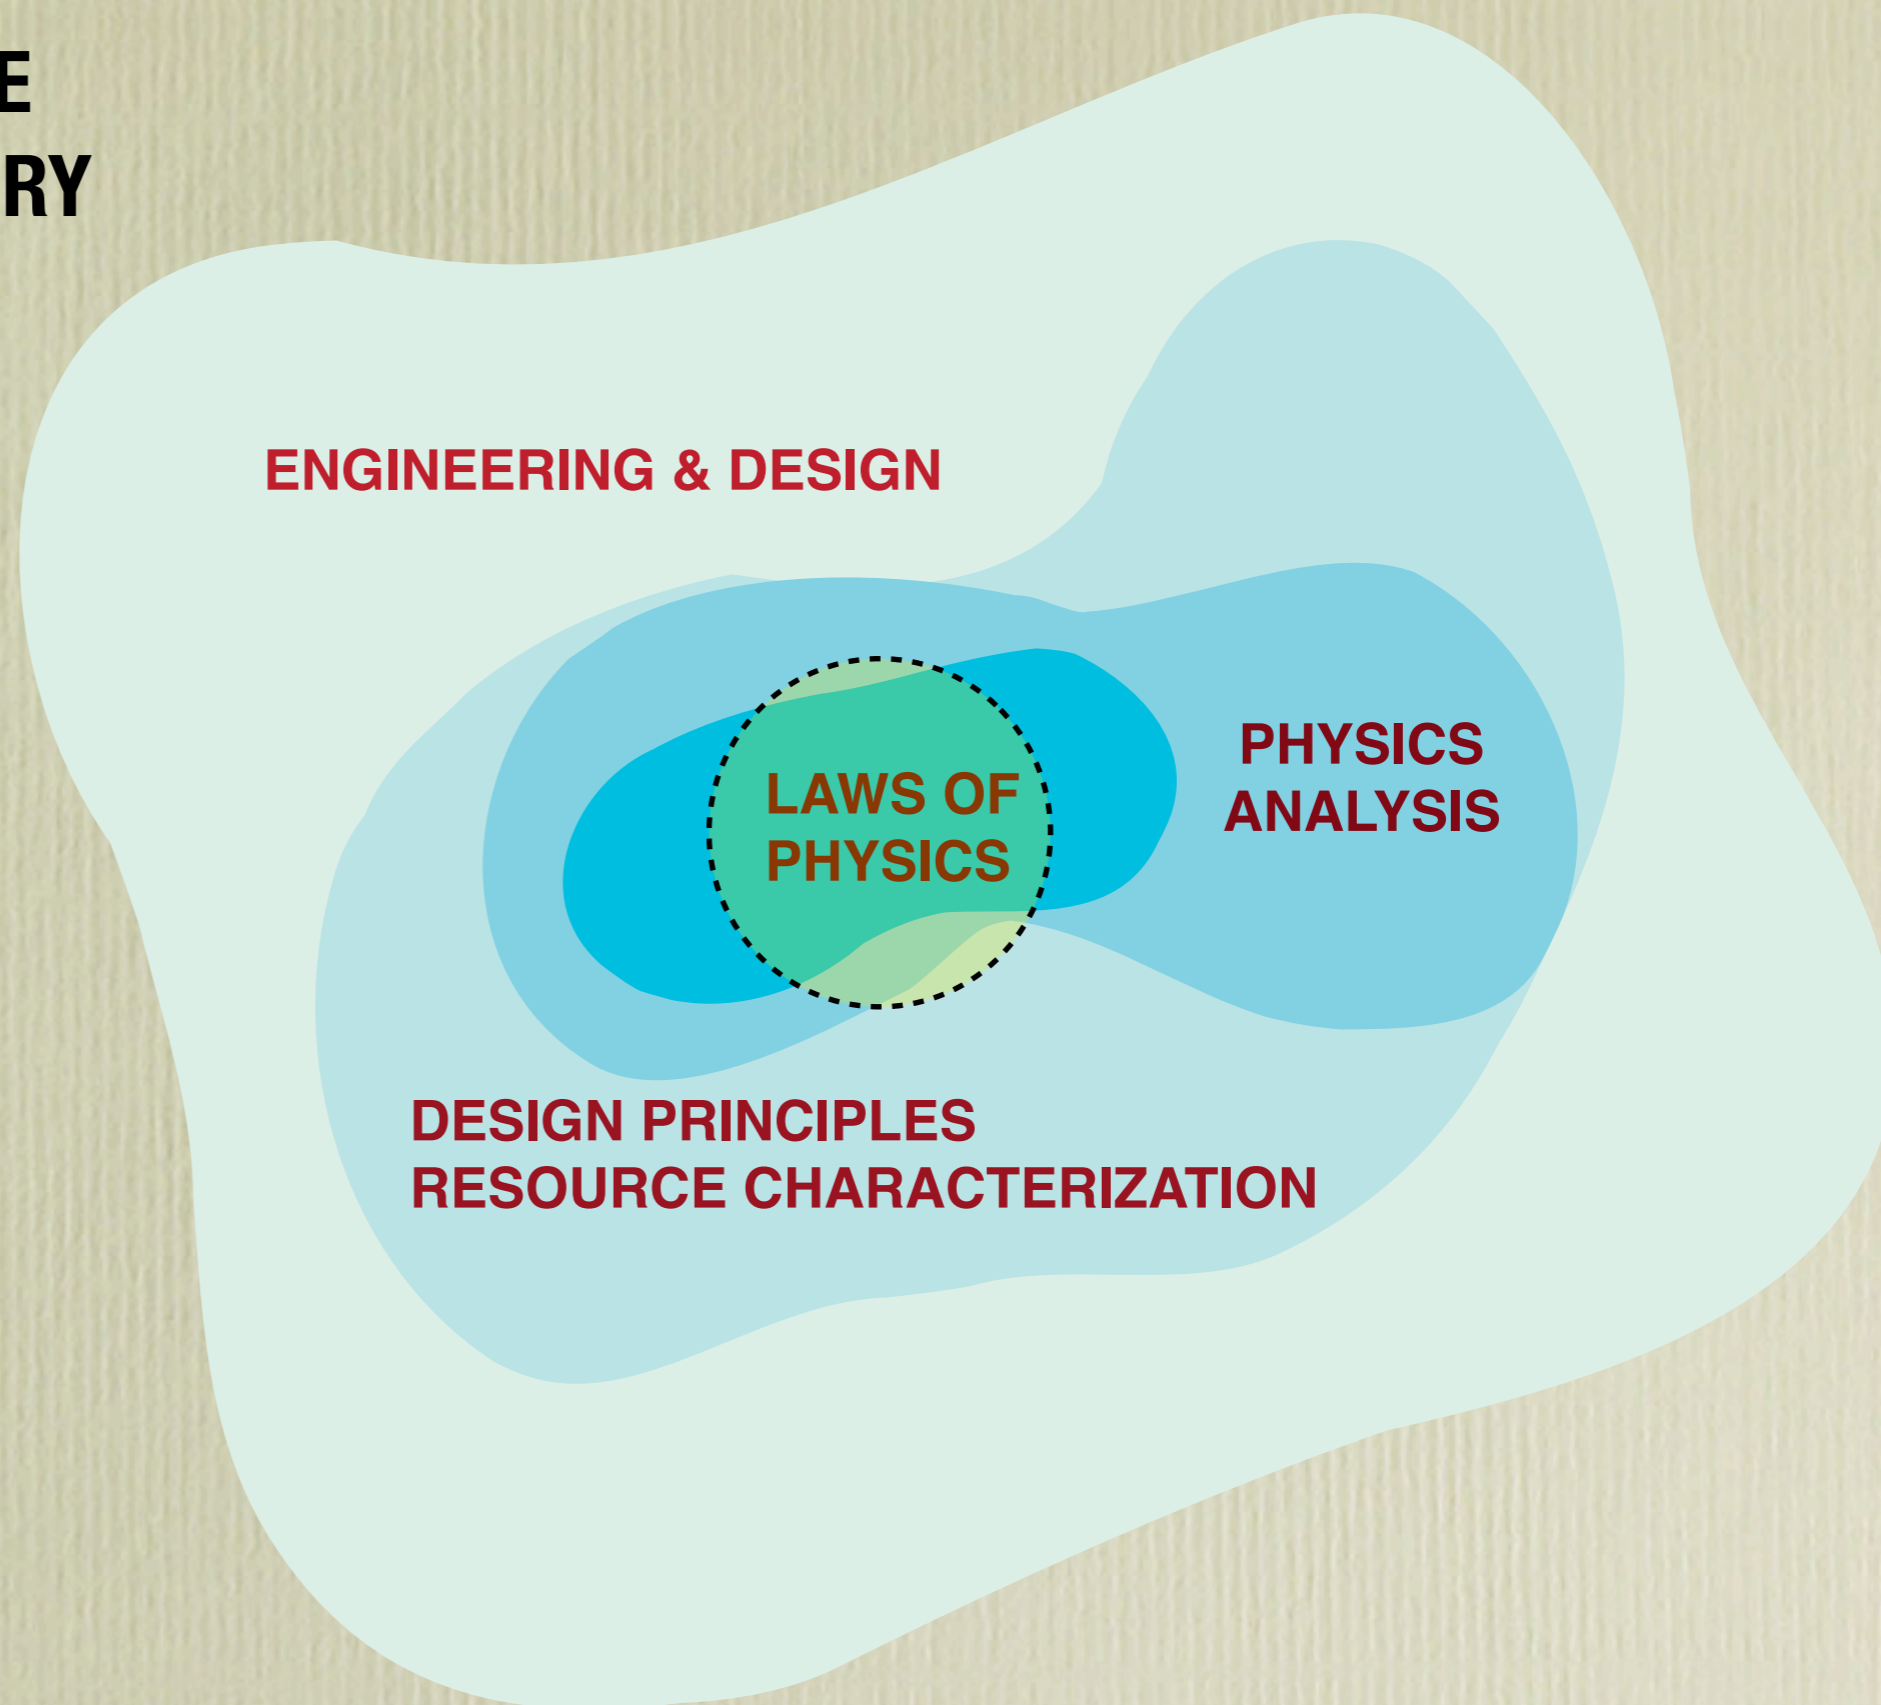 E
RY
ENGINEERING & DESIGN
PHYSICS
ANALYSIS
LAWS OF
PHYSICS
DESIGN PRINCIPLES
RESOURCE CHARACTERIZATION